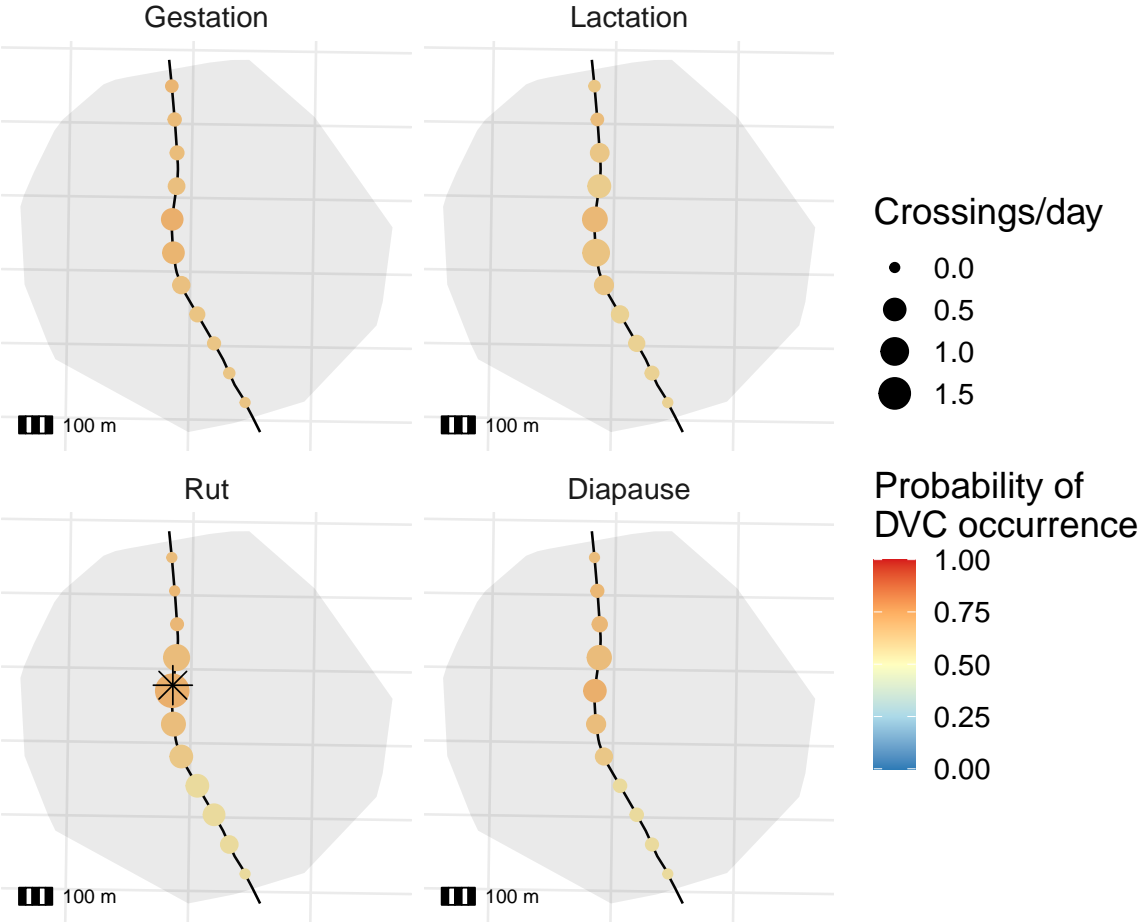 Gestation
Lactation
100 m
100 m
Rut
Diapause
100 m
100 m
Crossings/day
0.0
0.5
1.0
1.5
Probability of
DVC occurrence
1.00
0.75
0.50
0.25
0.00